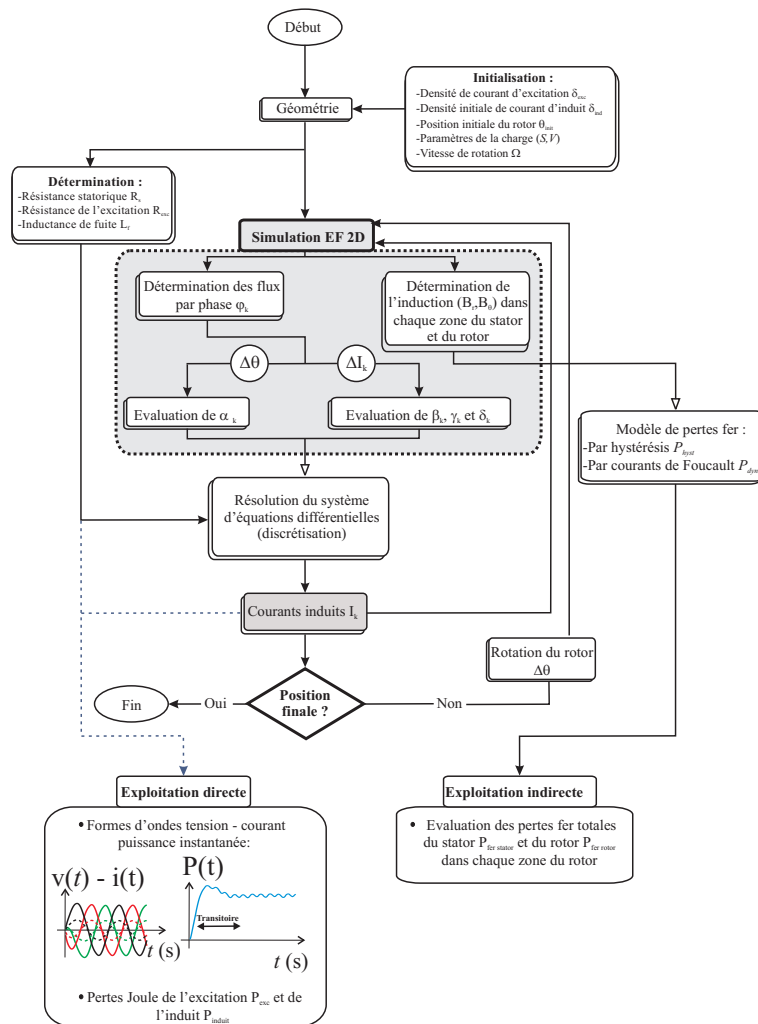 Début
Initialisation :
-Densité de courant d'excitation δexc
-Densité initiale de courant d'induit δind
-Position initiale du rotor θinit
-Paramètres de la charge (S,V)
-Vitesse de rotation Ω
Géométrie
Détermination :
-Résistance statorique Rs
-Résistance de l'excitation Rexc
-Inductance de fuite Lf
Simulation EF 2D
Détermination des flux
par phase φk
Détermination de
l'induction (Br,Bθ) dans
chaque zone du stator
et du rotor
Δθ
ΔIk
Evaluation de α k
Evaluation de βk, γk et δk
Modèle de pertes fer :
-Par hystérésis Physt
-Par courants de Foucault Pdyn
Résolution du système
d'équations différentielles
(discrétisation)
Courants induits Ik
Rotation du rotor
Δθ
Position
finale ?
Fin
Oui
Non
Exploitation directe
• Formes d'ondes tension - courant
puissance instantanée:
v(t) - i(t)
t (s)
P(t)
Transitoire
t (s)
• Pertes Joule de l'excitation Pexc et de
l'induit Pinduit
Exploitation indirecte
• Evaluation des pertes fer totales
du stator Pfer stator et du rotor Pfer rotor
dans chaque zone du rotor